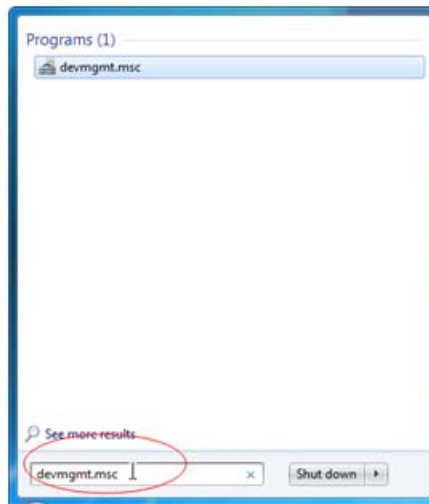 Programs (1)
devmgmt.msc
See more results
devmgmt.msc
Shut down